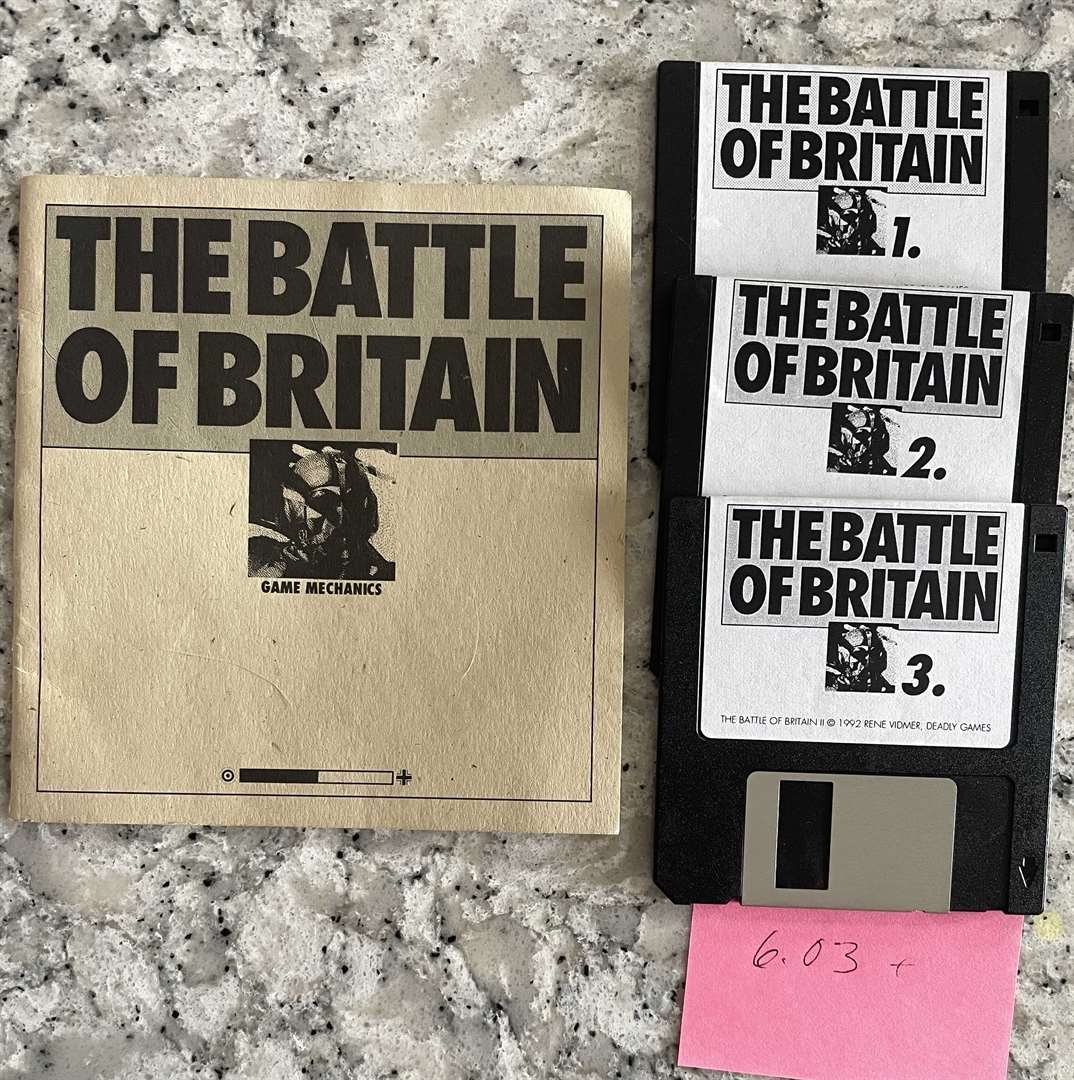 THE BATTLE
OF BRITAIN
GAME MECHANICS
THE BATTLE
OF BRITAIN
1.
THE BATTLE
OF BRITAIN
2.
THE BATTLE
OF BRITAIN
3.
THE BATTLE OF BRITAIN II © 1992 RENE VIDMER, DEADLY GAMES
6.03 +